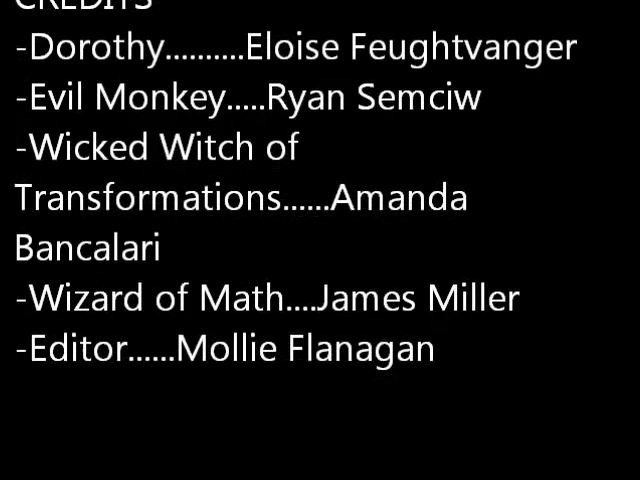 CREDITS
-Dorothy..........Eloise Feughtvanger
-Evil Monkey.....Ryan Semciw
-Wicked Witch of
Transformations......Amanda
Bancalari
-Wizard of Math....James Miller
-Editor......Mollie Flanagan